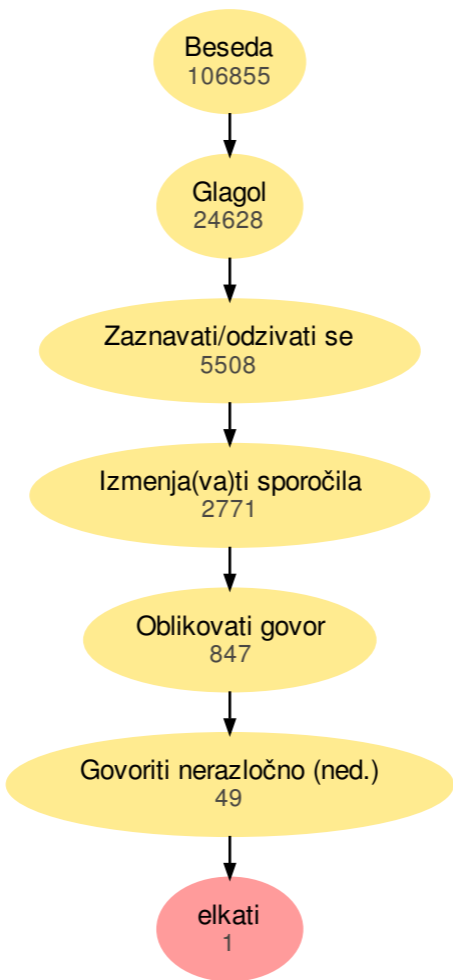 Beseda
106855
Glagol
24628
Zaznavati/odzivati se
5508
Izmenja(va)ti sporočila
2771
Oblikovati govor
847
Govoriti nerazločno (ned.)
49
elkati
1